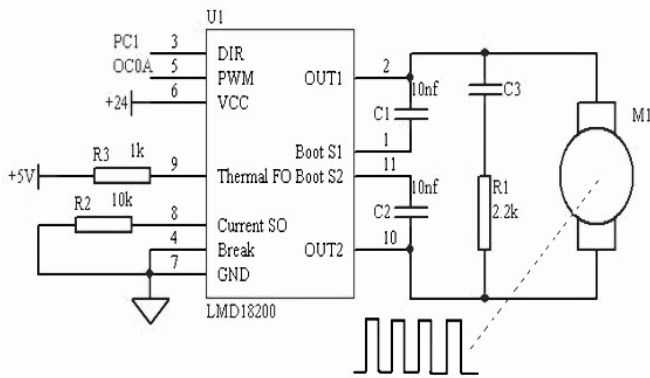 U1
PC1 3 DIR
OC0A 5 PWM
+24 6 VCC
OUT1 2
10nf
C1
C3
M1
Boot S1 1
R3 1k
+5V 9 Thermal FO
Boot S2 11
10nf
C2
R1
2.2k
R2 10k
8 Current SO
4 Break
OUT2 10
7 GND
LMD18200